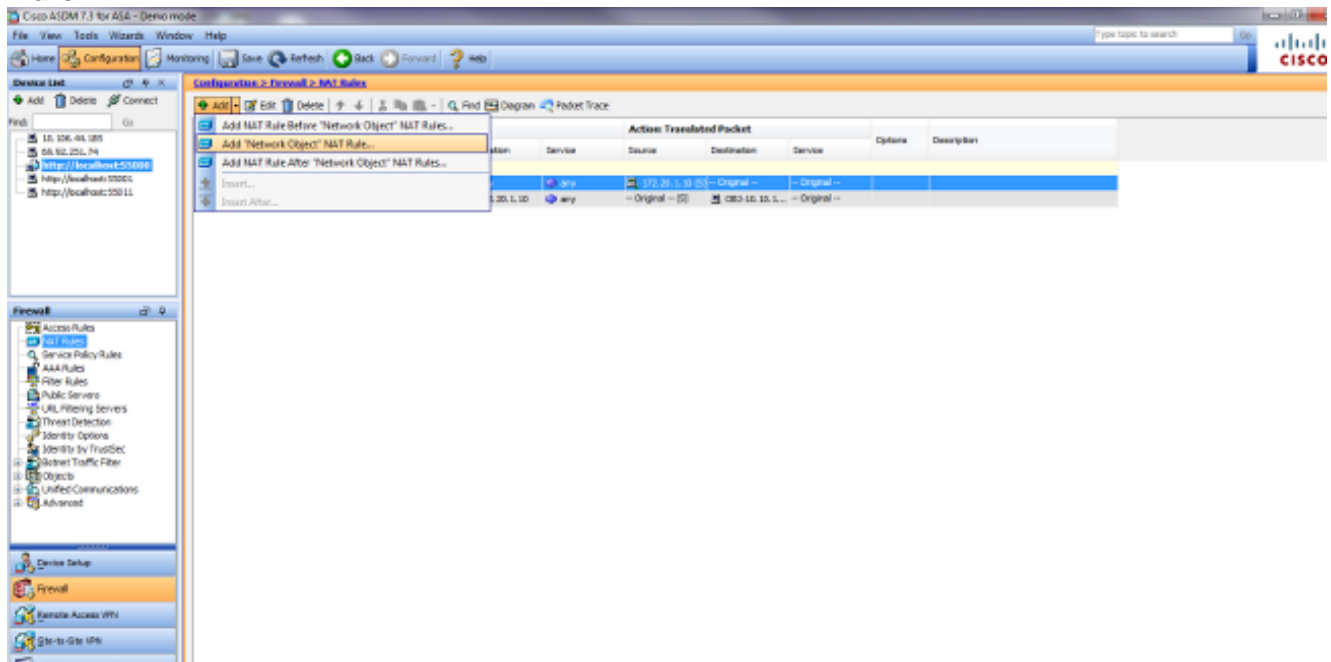 Cisco ASDM 7.3 for ASA - Demo mode
File View Tools Wizards Window Help
Type topic to search Go
Home Configuration Monitoring Save Refresh Back Forward Help
CISCO
Device List
Add Delete Connect
Find: Go
10.106.44.185
http://localhost:55000
http://localhost:55001
http://localhost:55011
Configuration > Firewall > NAT Rules
Add Edit Delete Find Diagram Packet Trace
Add NAT Rule Before "Network Object" NAT Rules...
Add "Network Object" NAT Rule...
Add NAT Rule After "Network Object" NAT Rules...
Insert...
Insert After...
Action: Translated Packet
Service Source Destination Service Options Description
any 172.20.1.10 (S) -- Original -- -- Original --
.20.1.10 any -- Original -- (S) OBJ-10.10.1... -- Original --
Firewall
Access Rules
NAT Rules
Service Policy Rules
AAA Rules
Filter Rules
Public Servers
URL Filtering Servers
Threat Detection
Identity Options
Identity by TrustSec
Botnet Traffic Filter
Objects
Unified Communications
Advanced
Device Setup
Firewall
Remote Access VPN
Site-to-Site VPN